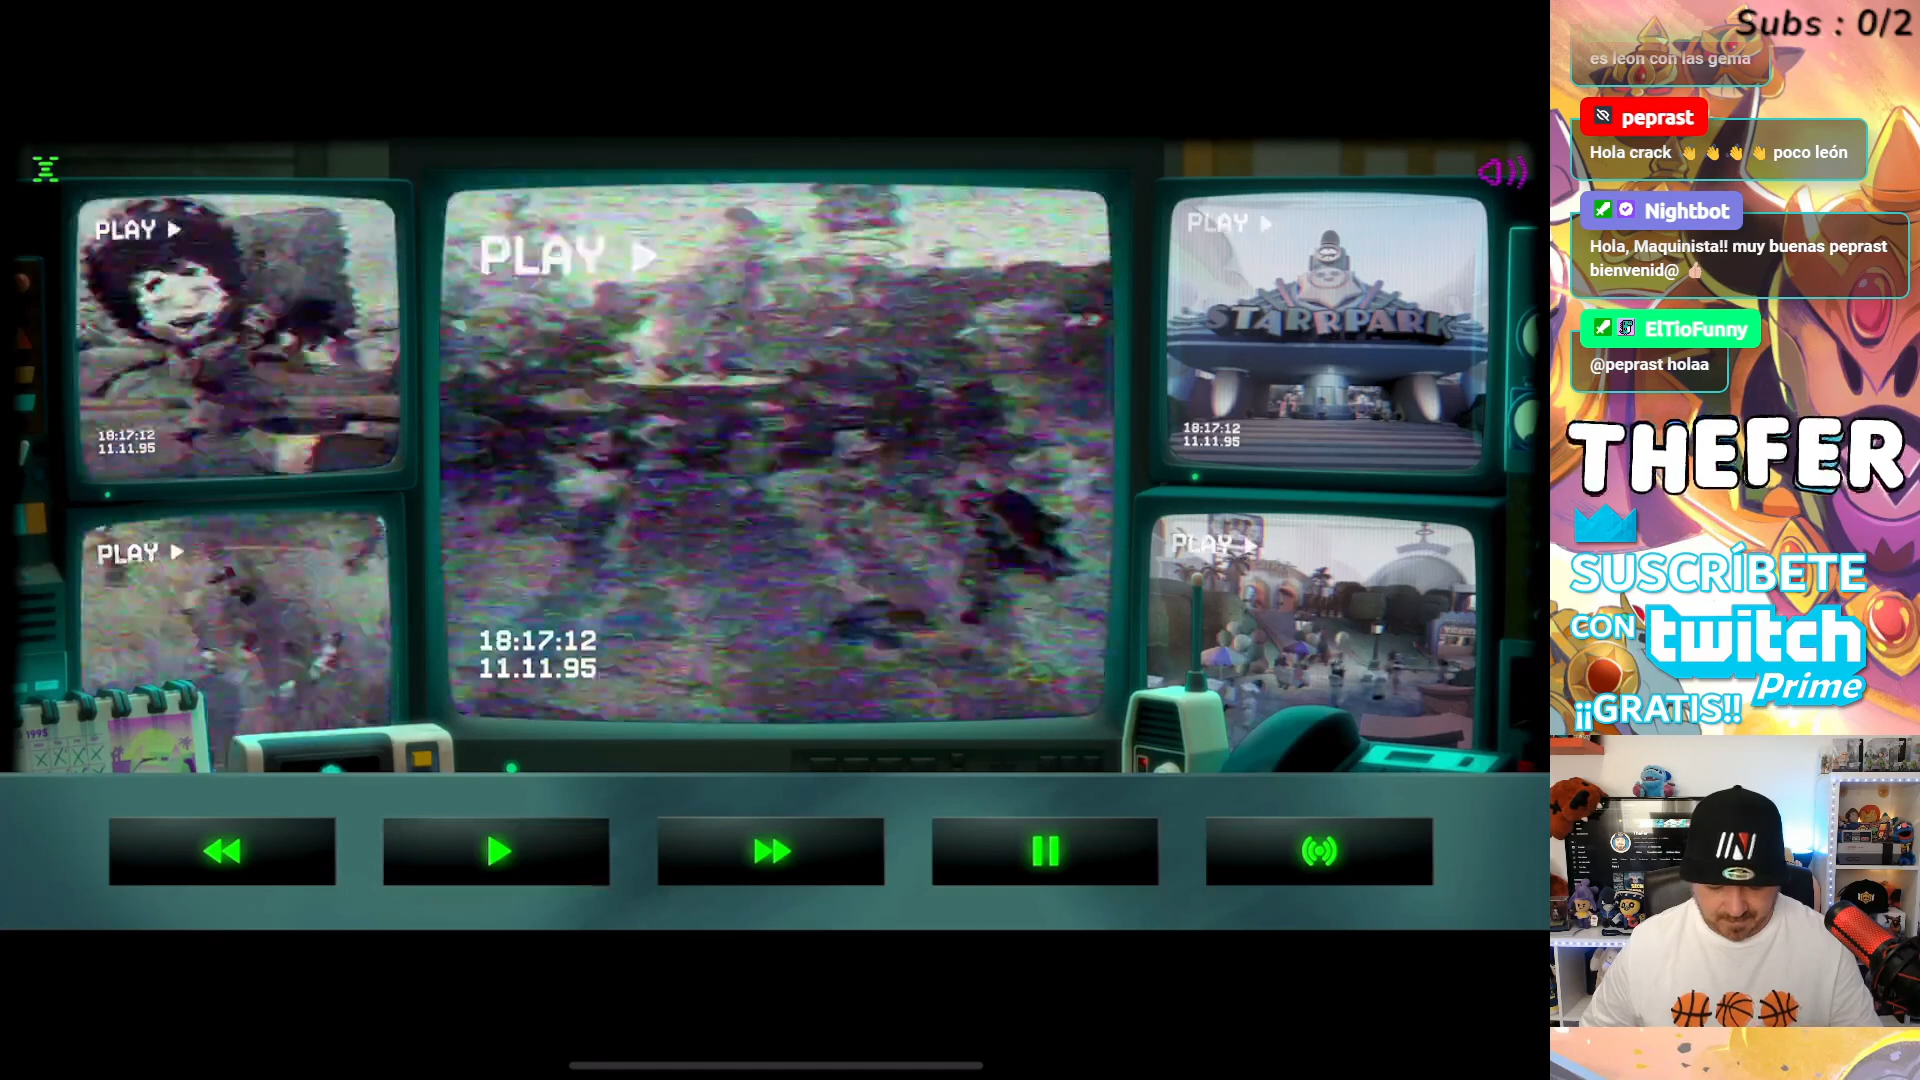 Subs : 0/2
es leon con las gema
peprast
Hola crack 👋 👋 👋 👋 poco león
Nightbot
Hola, Maquinista!! muy buenas peprast
bienvenid@ 👍🏻
ElTioFunny
@peprast holaa
THEFER
SUSCRÍBETE
CON twitch
Prime
¡¡GRATIS!!
PLAY
18:17:12
11.11.95
PLAY
18:17:12
11.11.95
PLAY
STARRPARK
18:17:12
11.11.95
PLAY
PLAY
1995